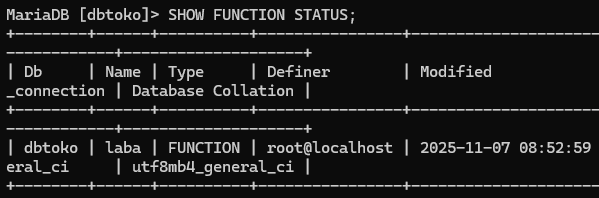 MariaDB [dbtoko]> SHOW FUNCTION STATUS;
+--------+------+----------+----------------+---------------------
------------+--------------------+
| Db     | Name | Type     | Definer        | Modified
_connection | Database Collation |
+--------+------+----------+----------------+---------------------
------------+--------------------+
| dbtoko | laba | FUNCTION | root@localhost | 2025-11-07 08:52:59
eral_ci     | utf8mb4_general_ci |
+--------+------+----------+----------------+---------------------